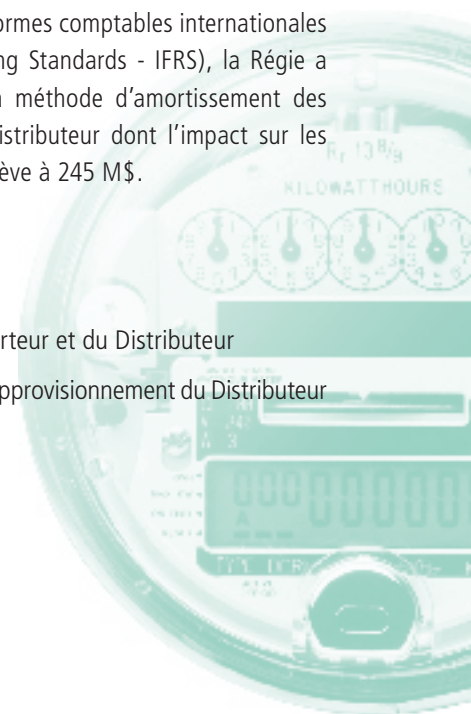 ormes comptables internationales
ng Standards - IFRS), la Régie a
méthode d'amortissement des
istributeur dont l'impact sur les
ève à 245 M$.
KILOWATTHOURS
rteur et du Distributeur
pprovisionnement du Distributeur